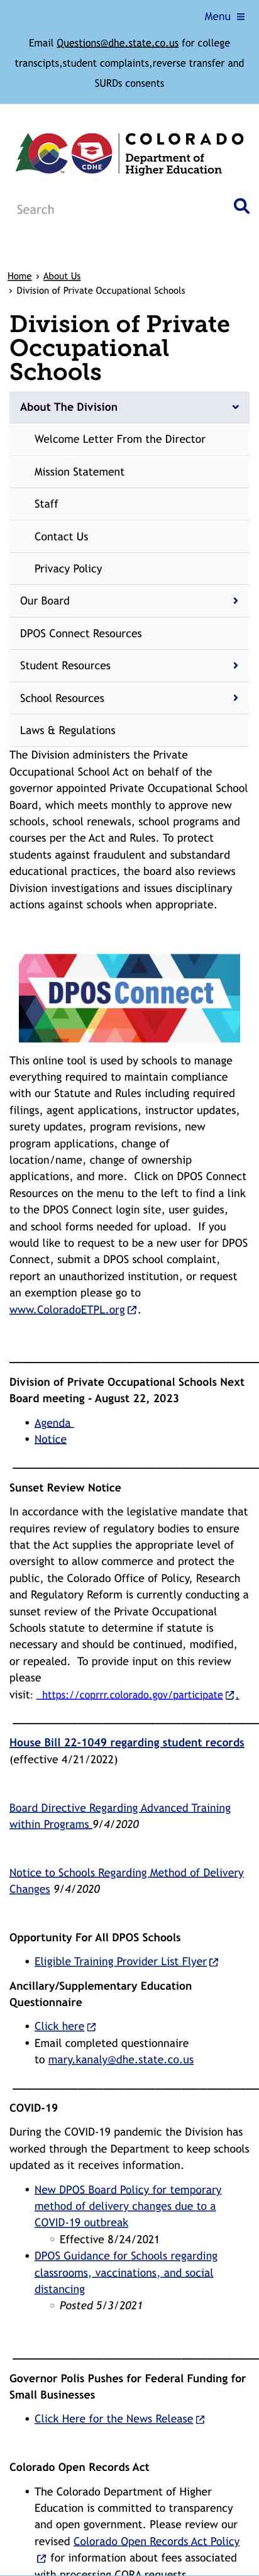 Menu ≡
Email Questions@dhe.state.co.us for college
transcipts,student complaints,reverse transfer and
SURDs consents
CDHE
COLORADO
Department of
Higher Education
Search
Home › About Us
› Division of Private Occupational Schools
Division of Private
Occupational
Schools
About The Division
Welcome Letter From the Director
Mission Statement
Staff
Contact Us
Privacy Policy
Our Board
DPOS Connect Resources
Student Resources
School Resources
Laws & Regulations
The Division administers the Private
Occupational School Act on behalf of the
governor appointed Private Occupational School
Board, which meets monthly to approve new
schools, school renewals, school programs and
courses per the Act and Rules. To protect
students against fraudulent and substandard
educational practices, the board also reviews
Division investigations and issues disciplinary
actions against schools when appropriate.
DPOS Connect
This online tool is used by schools to manage
everything required to maintain compliance
with our Statute and Rules including required
filings, agent applications, instructor updates,
surety updates, program revisions, new
program applications, change of
location/name, change of ownership
applications, and more.  Click on DPOS Connect
Resources on the menu to the left to find a link
to the DPOS Connect login site, user guides,
and school forms needed for upload.  If you
would like to request to be a new user for DPOS
Connect, submit a DPOS school complaint,
report an unauthorized institution, or request
an exemption please go to
www.ColoradoETPL.org .
Division of Private Occupational Schools Next
Board meeting - August 22, 2023
• Agenda
• Notice
Sunset Review Notice
In accordance with the legislative mandate that
requires review of regulatory bodies to ensure
that the Act supplies the appropriate level of
oversight to allow commerce and protect the
public, the Colorado Office of Policy, Research
and Regulatory Reform is currently conducting a
sunset review of the Private Occupational
Schools statute to determine if statute is
necessary and should be continued, modified,
or repealed.  To provide input on this review
please
visit:  https://coprrr.colorado.gov/participate .
House Bill 22-1049 regarding student records
(effective 4/21/2022)
Board Directive Regarding Advanced Training
within Programs 9/4/2020
Notice to Schools Regarding Method of Delivery
Changes 9/4/2020
Opportunity For All DPOS Schools
• Eligible Training Provider List Flyer
Ancillary/Supplementary Education
Questionnaire
• Click here
• Email completed questionnaire
to mary.kanaly@dhe.state.co.us
COVID-19
During the COVID-19 pandemic the Division has
worked through the Department to keep schools
updated as it receives information.
• New DPOS Board Policy for temporary
method of delivery changes due to a
COVID-19 outbreak
◦ Effective 8/24/2021
• DPOS Guidance for Schools regarding
classrooms, vaccinations, and social
distancing
◦ Posted 5/3/2021
Governor Polis Pushes for Federal Funding for
Small Businesses
• Click Here for the News Release
Colorado Open Records Act
• The Colorado Department of Higher
Education is committed to transparency
and open government. Please review our
revised Colorado Open Records Act Policy
for information about fees associated
with processing CORA requests